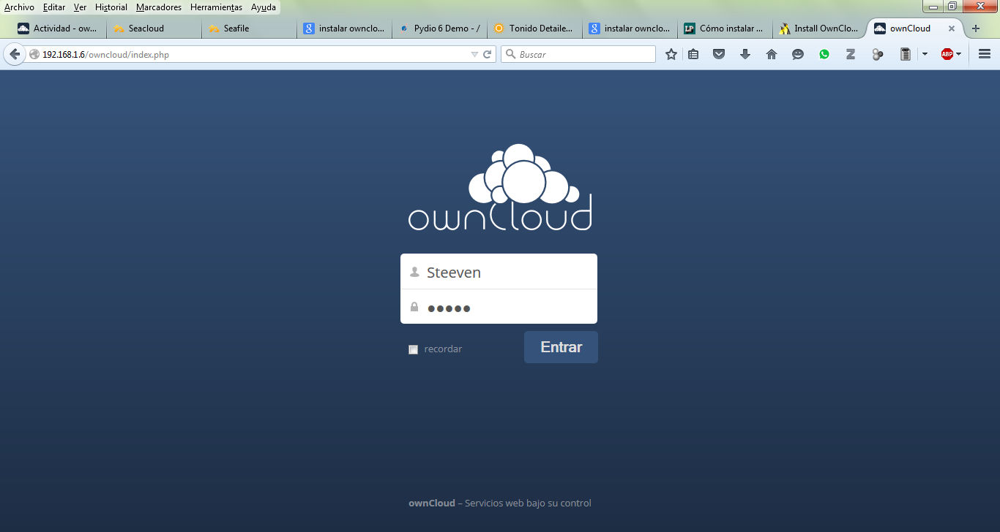 Archivo Editar Ver Historial Marcadores Herramientas Ayuda
Actividad - ow... Seacloud Seafile instalar ownclo... Pydio 6 Demo - / Tonido Detaile... instalar ownclo... Cómo instalar ... Install OwnClo... ownCloud
192.168.1.6/owncloud/index.php Buscar ABP
ownCloud
Steeven
●●●●●
recordar Entrar
ownCloud – Servicios web bajo su control